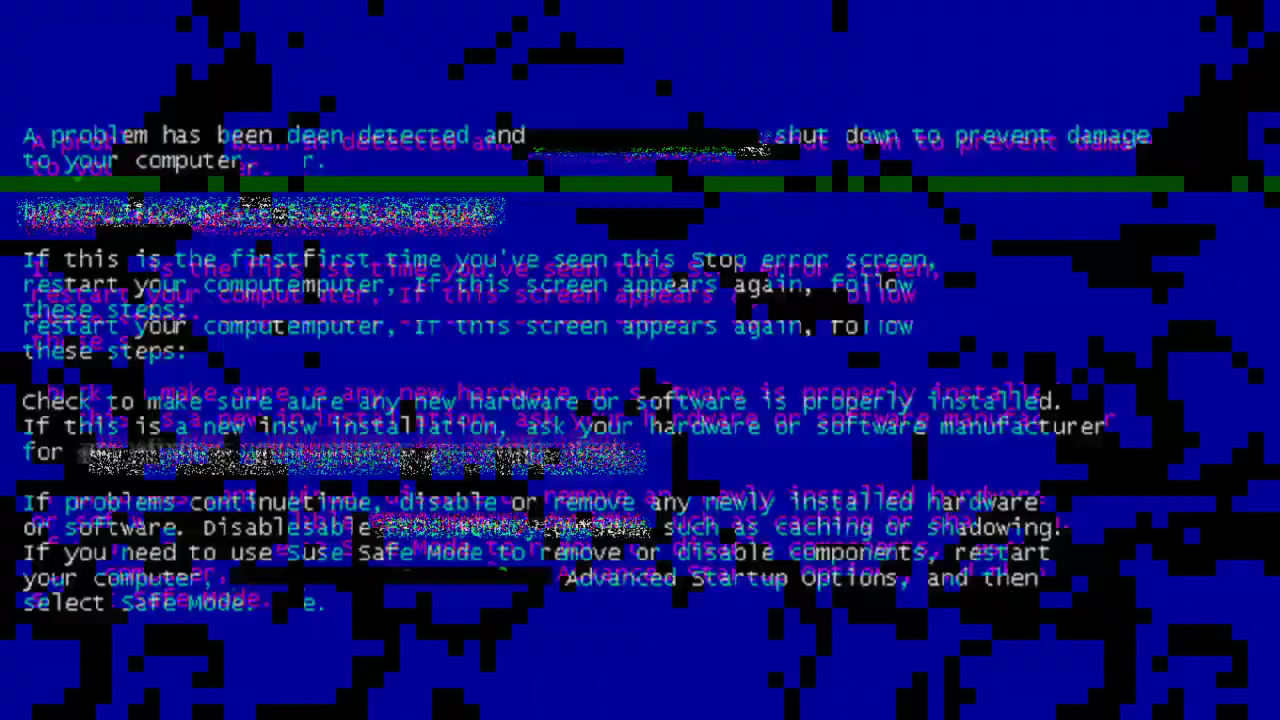 A problem has been deen detected and shut down to prevent damage
to your computer. r.
If this is the firstfirst time you've seen this Stop error screen,
restart your computemputer, If this screen appears again, follow
these steps:
restart your computemputer, If this screen appears again, follow
these steps:
Check to make sure aure any new hardware or software is properly installed.
If this is a new insw installation, ask your hardware or software manufacturer
for
If problems continuetinue, disable or remove any newly installed hardware
or software. Disablesable such as caching or shadowing.
If you need to use Suse Safe Mode to remove or disable components, restart
your computer, Advanced Startup Options, and then
select Safe Mode. e.